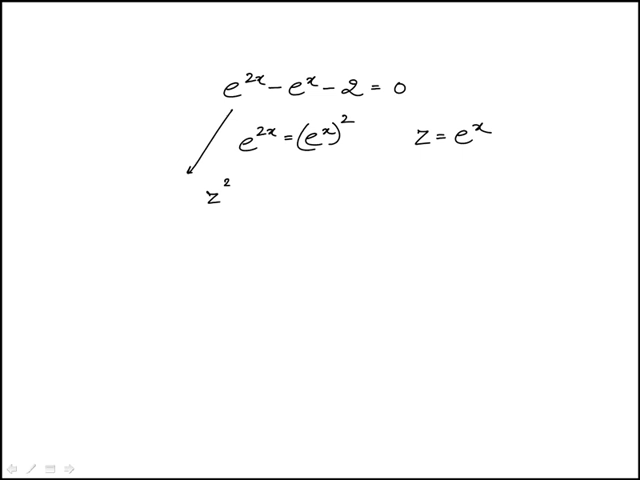 e^{2x} - e^x - 2 = 0
e^{2x} = (e^x)^2   z = e^x
z^2